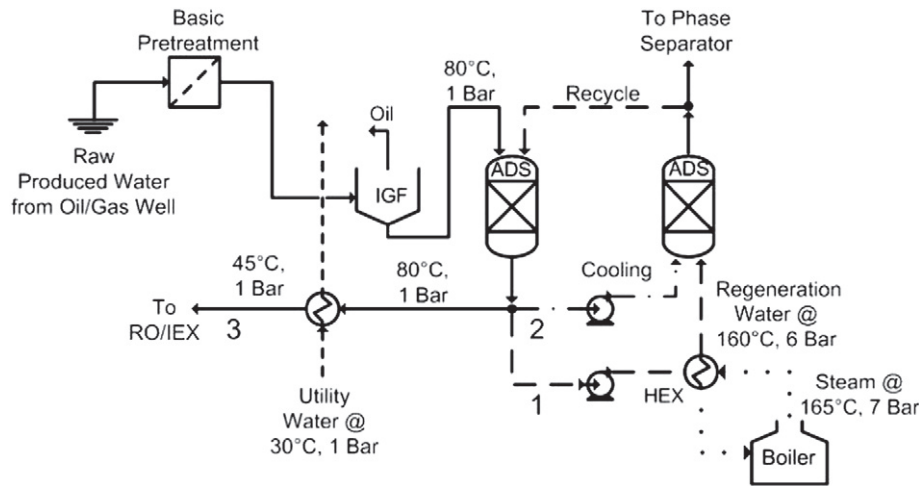 Basic
Pretreatment
To Phase
Separator
80°C,
1 Bar
Recycle
Oil
ADS
ADS
IGF
Raw
Produced Water
from Oil/Gas Well
45°C,
1 Bar
80°C,
1 Bar
Cooling
Regeneration
Water @
160°C, 6 Bar
To
RO/IEX
3
2
Utility
Water @
30°C, 1 Bar
1
HEX
Steam @
165°C, 7 Bar
Boiler